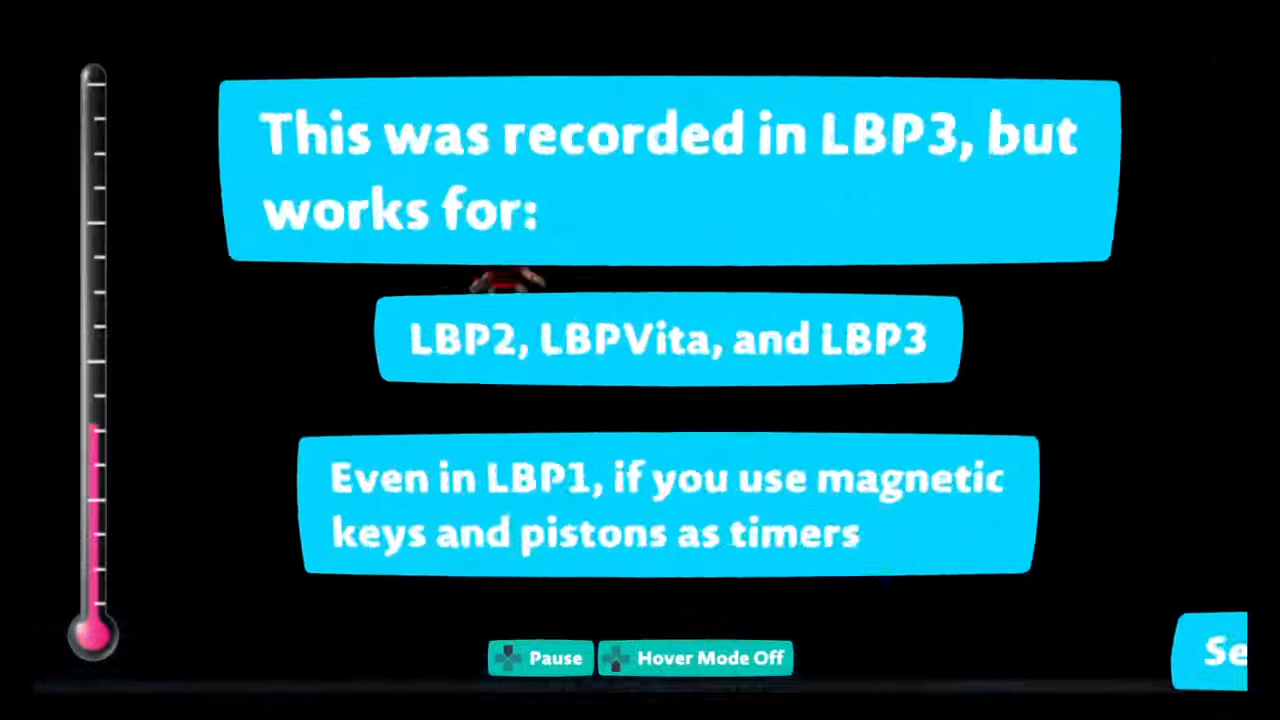 This was recorded in LBP3, but
works for:
LBP2, LBPVita, and LBP3
Even in LBP1, if you use magnetic
keys and pistons as timers
Pause
Hover Mode Off